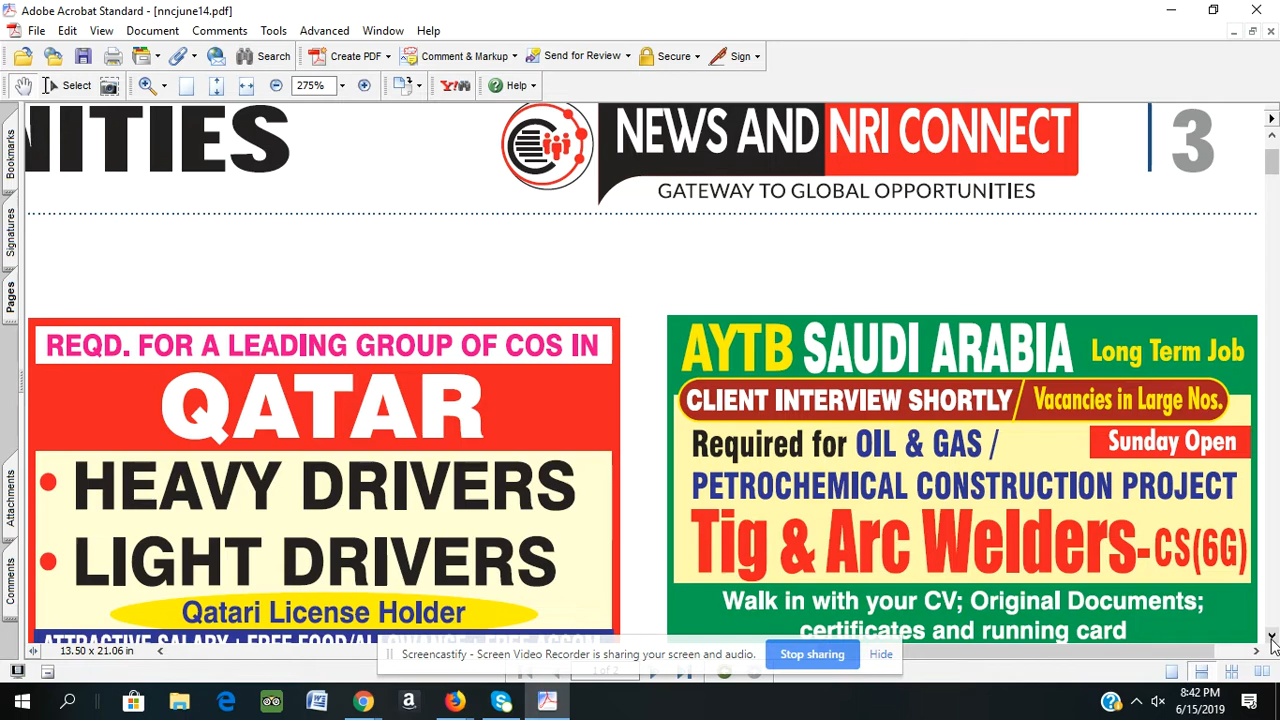 Adobe Acrobat Standard - [nncjune14.pdf]
File Edit View Document Comments Tools Advanced Window Help
Search Create PDF Comment & Markup Send for Review Secure Sign
Select 275% Y! Help
Bookmarks
Signatures
Pages
Attachments
Comments
NITIES
NEWS AND NRI CONNECT
GATEWAY TO GLOBAL OPPORTUNITIES
3
REQD. FOR A LEADING GROUP OF COS IN
QATAR
• HEAVY DRIVERS
• LIGHT DRIVERS
Qatari License Holder
AYTB SAUDI ARABIA Long Term Job
CLIENT INTERVIEW SHORTLY / Vacancies in Large Nos.
Required for OIL & GAS /
Sunday Open
PETROCHEMICAL CONSTRUCTION PROJECT
Tig & Arc Welders-CS(6G)
Walk in with your CV; Original Documents;
certificates and running card
13.50 x 21.06 in
Screencastify - Screen Video Recorder is sharing your screen and audio. Stop sharing Hide
1 of 2
8:42 PM
6/15/2019